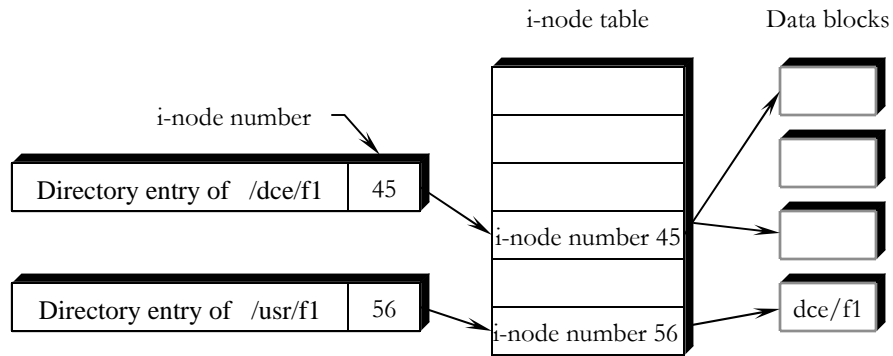 i-node table
Data blocks
i-node number
Directory entry of /dce/f1
45
i-node number 45
Directory entry of /usr/f1
56
i-node number 56
dce/f1